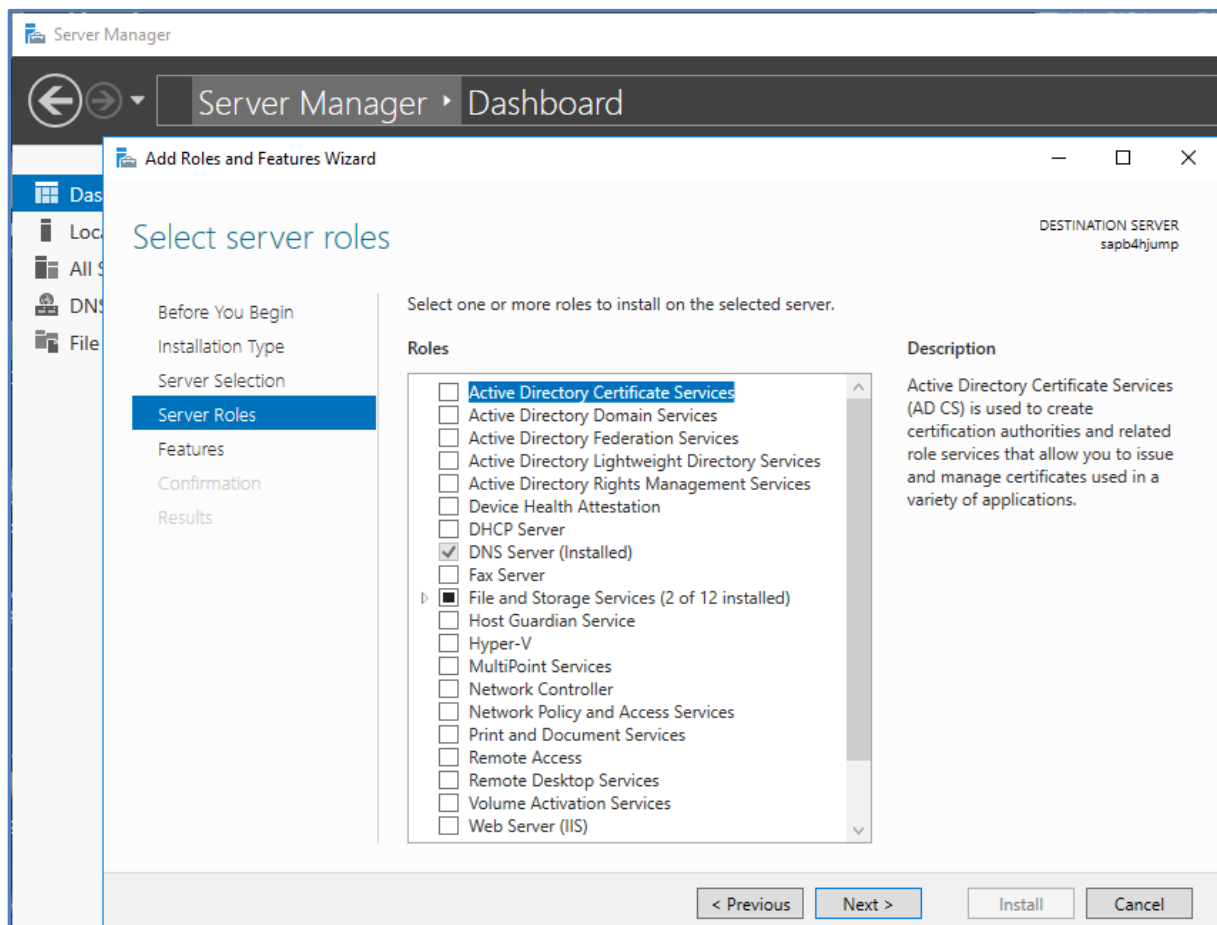 Server Manager
Server Manager ‣ Dashboard
Add Roles and Features Wizard
Das
Loc
All S
DNS
File
Select server roles
DESTINATION SERVER
sapb4hjump
Before You Begin
Installation Type
Server Selection
Server Roles
Features
Confirmation
Results
Select one or more roles to install on the selected server.
Roles
Active Directory Certificate Services
Active Directory Domain Services
Active Directory Federation Services
Active Directory Lightweight Directory Services
Active Directory Rights Management Services
Device Health Attestation
DHCP Server
DNS Server (Installed)
Fax Server
File and Storage Services (2 of 12 installed)
Host Guardian Service
Hyper-V
MultiPoint Services
Network Controller
Network Policy and Access Services
Print and Document Services
Remote Access
Remote Desktop Services
Volume Activation Services
Web Server (IIS)
Description
Active Directory Certificate Services
(AD CS) is used to create
certification authorities and related
role services that allow you to issue
and manage certificates used in a
variety of applications.
< Previous
Next >
Install
Cancel